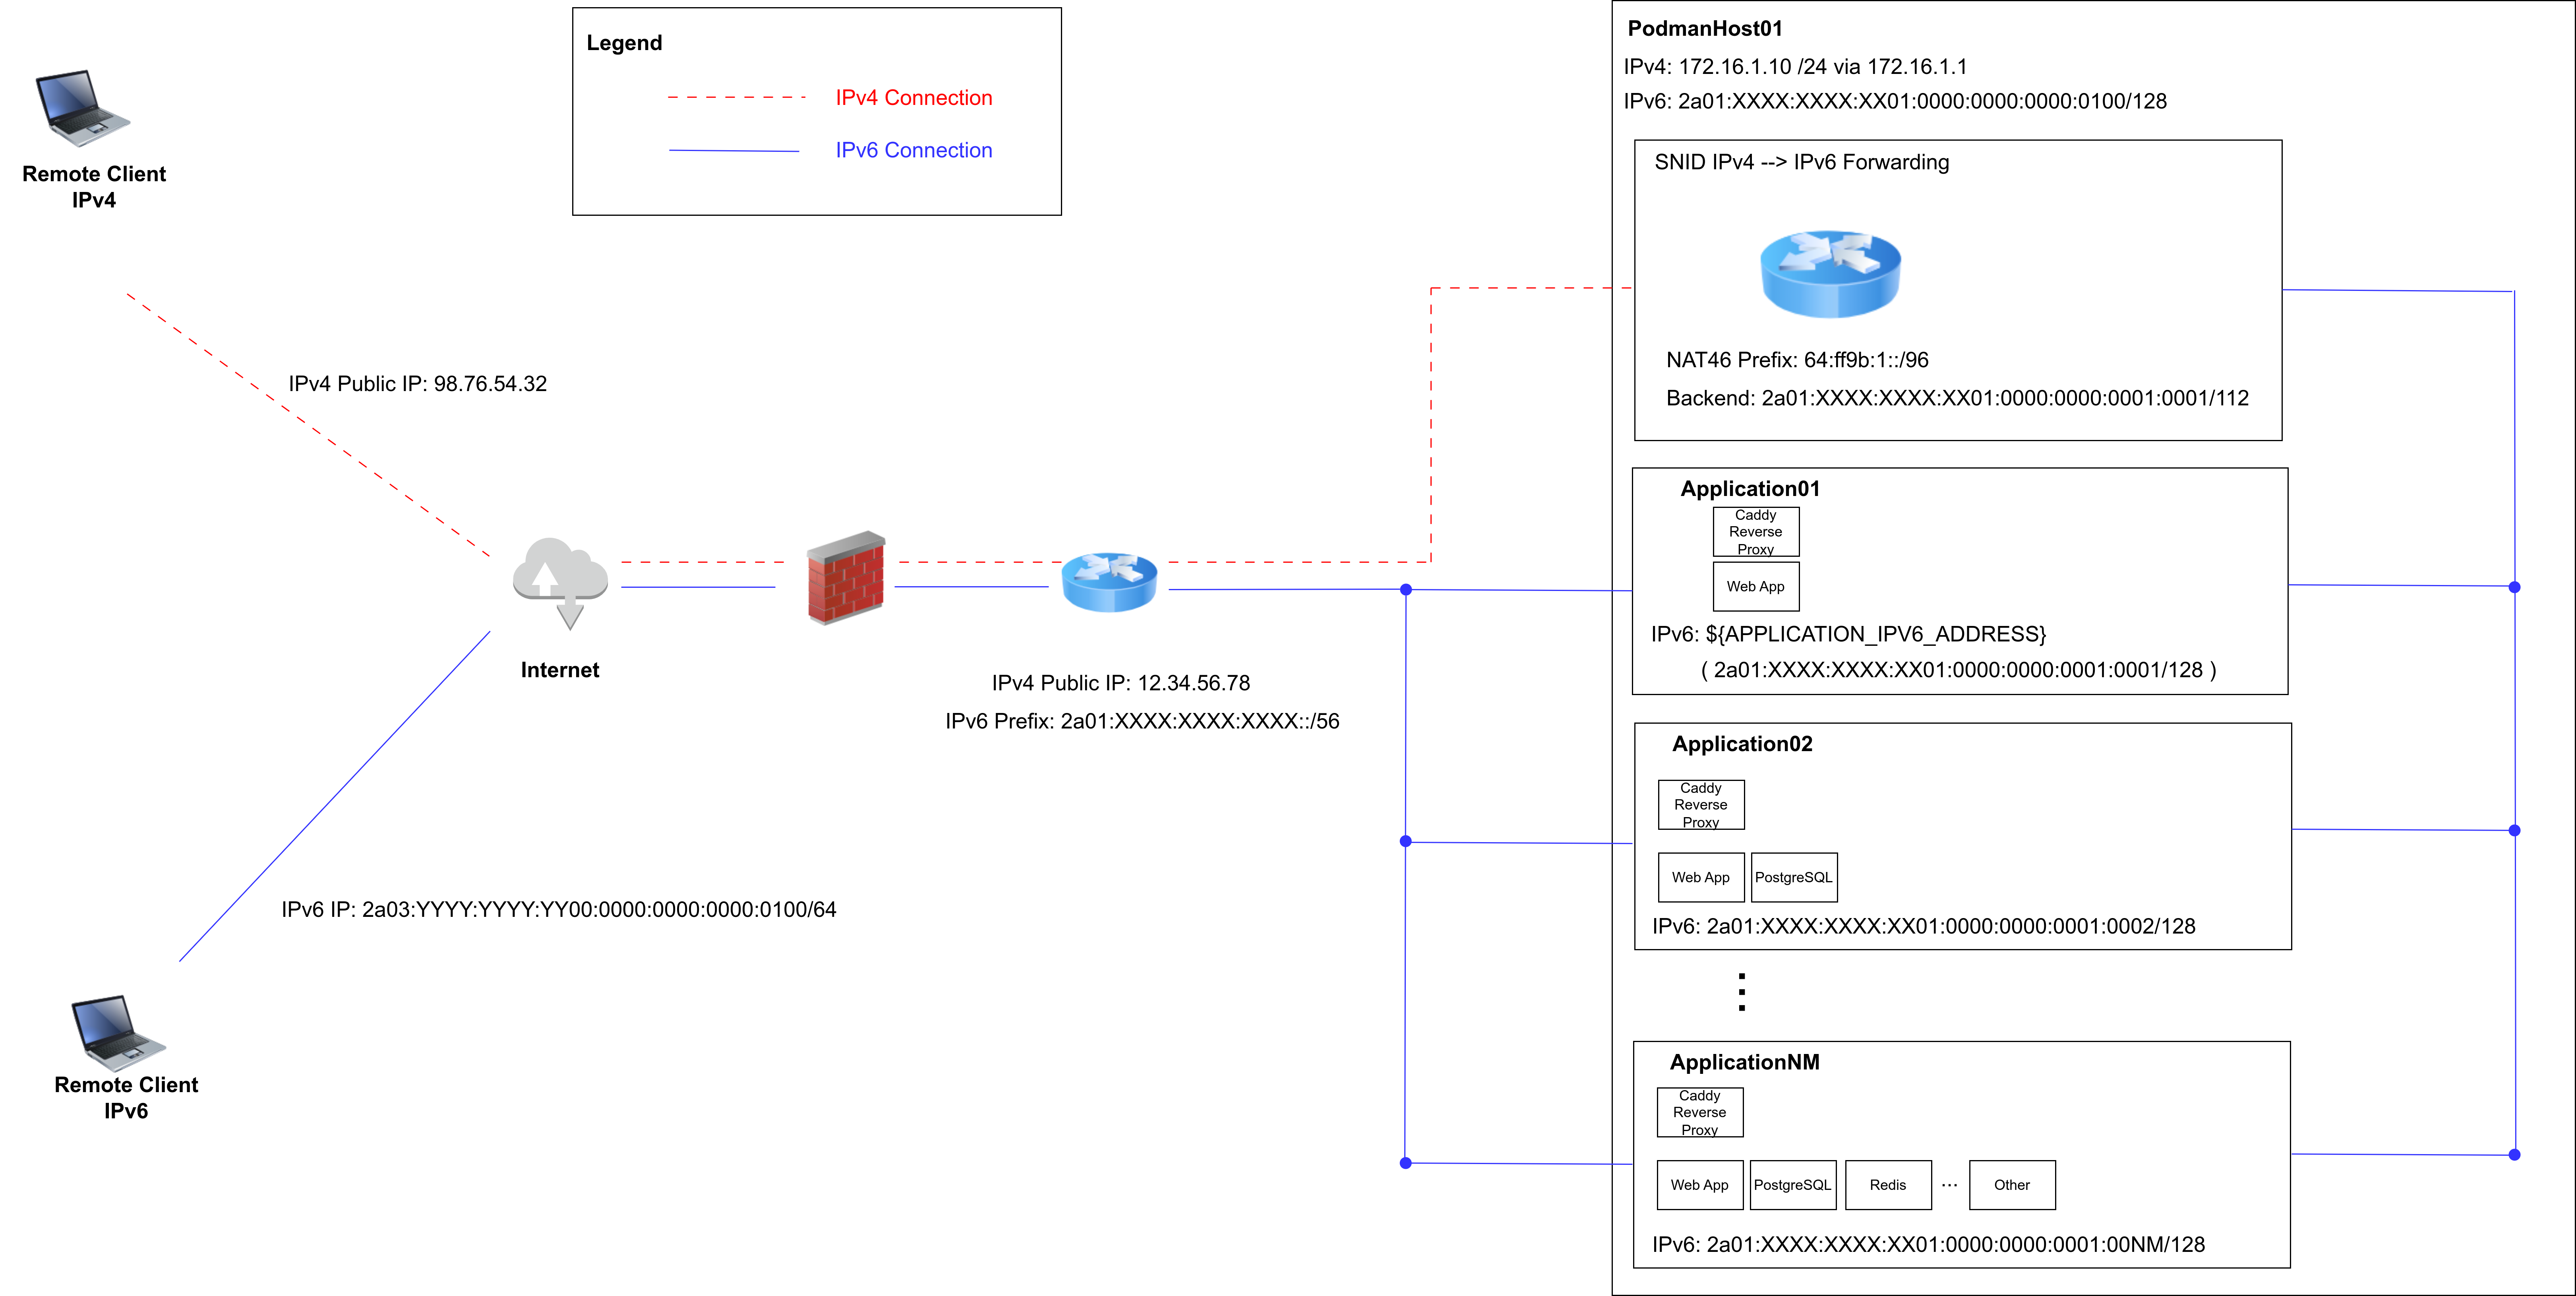 Legend
IPv4 Connection
IPv6 Connection
Remote Client
IPv4
IPv4 Public IP: 98.76.54.32
Internet
IPv4 Public IP: 12.34.56.78
IPv6 Prefix: 2a01:XXXX:XXXX:XXXX::/56
IPv6 IP: 2a03:YYYY:YYYY:YY00:0000:0000:0000:0100/64
Remote Client
IPv6
PodmanHost01
IPv4: 172.16.1.10 /24 via 172.16.1.1
IPv6: 2a01:XXXX:XXXX:XX01:0000:0000:0000:0100/128
SNID IPv4 --> IPv6 Forwarding
NAT46 Prefix: 64:ff9b:1::/96
Backend: 2a01:XXXX:XXXX:XX01:0000:0000:0001:0001/112
Application01
Caddy
Reverse
Proxy
Web App
IPv6: ${APPLICATION_IPV6_ADDRESS}
( 2a01:XXXX:XXXX:XX01:0000:0000:0001:0001/128 )
Application02
Caddy
Reverse
Proxy
Web App
PostgreSQL
IPv6: 2a01:XXXX:XXXX:XX01:0000:0000:0001:0002/128
ApplicationNM
Caddy
Reverse
Proxy
Web App
PostgreSQL
Redis
...
Other
IPv6: 2a01:XXXX:XXXX:XX01:0000:0000:0001:00NM/128